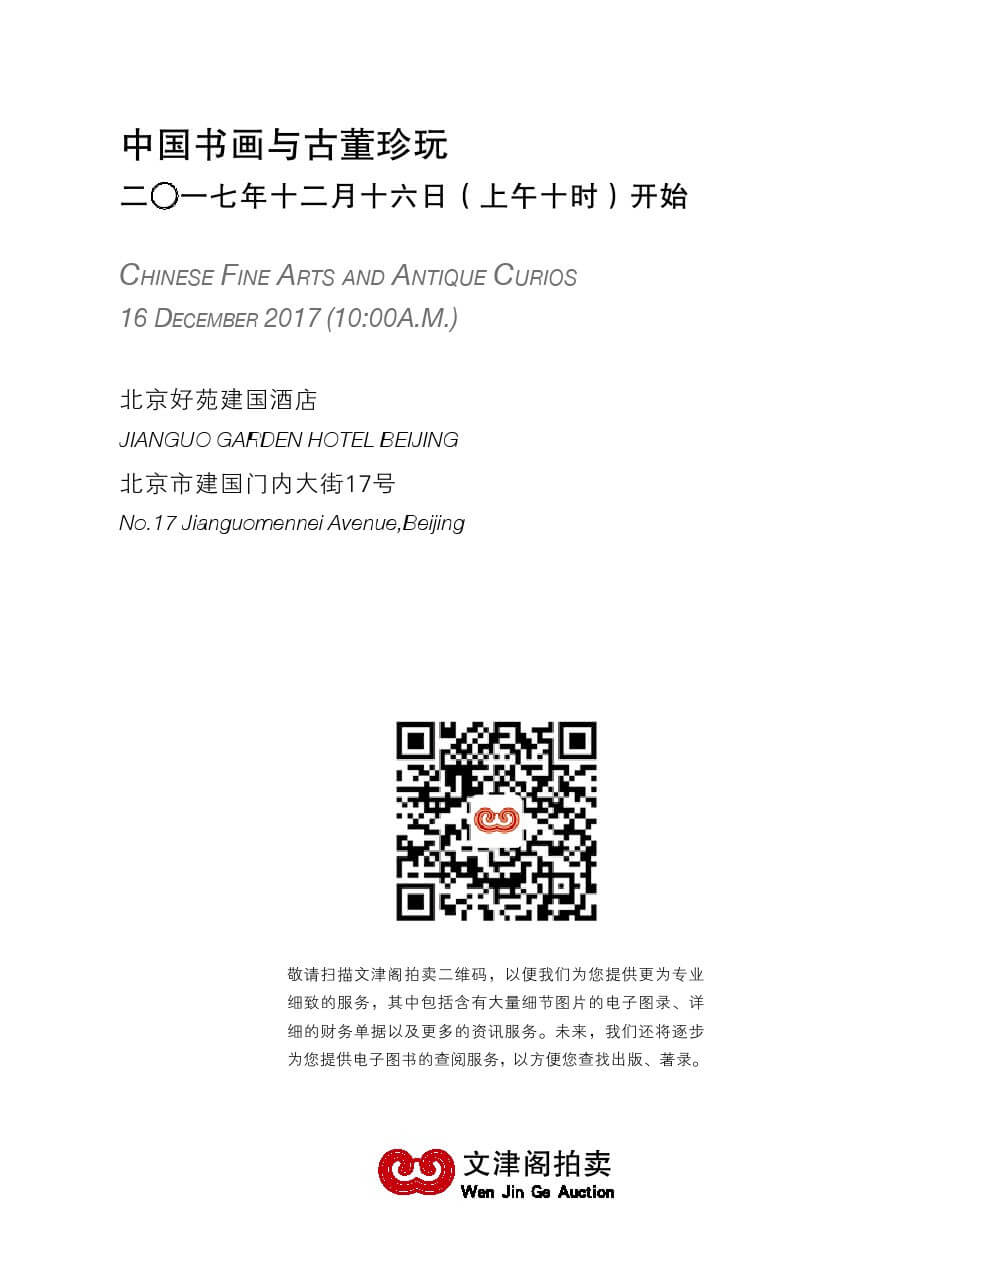 中国书画与古董珍玩
二〇一七年十二月十六日（上午十时）开始
CHINESE FINE ARTS AND ANTIQUE CURIOS
16 DECEMBER 2017 (10:00A.M.)
北京好苑建国酒店
JIANGUO GARDEN HOTEL BEIJING
北京市建国门内大街17号
No.17 Jianguomennei Avenue,Beijing
敬请扫描文津阁拍卖二维码，以便我们为您提供更为专业
细致的服务，其中包括含有大量细节图片的电子图录、详
细的财务单据以及更多的资讯服务。未来，我们还将逐步
为您提供电子图书的查阅服务，以方便您查找出版、著录。
文津阁拍卖
Wen Jin Ge Auction